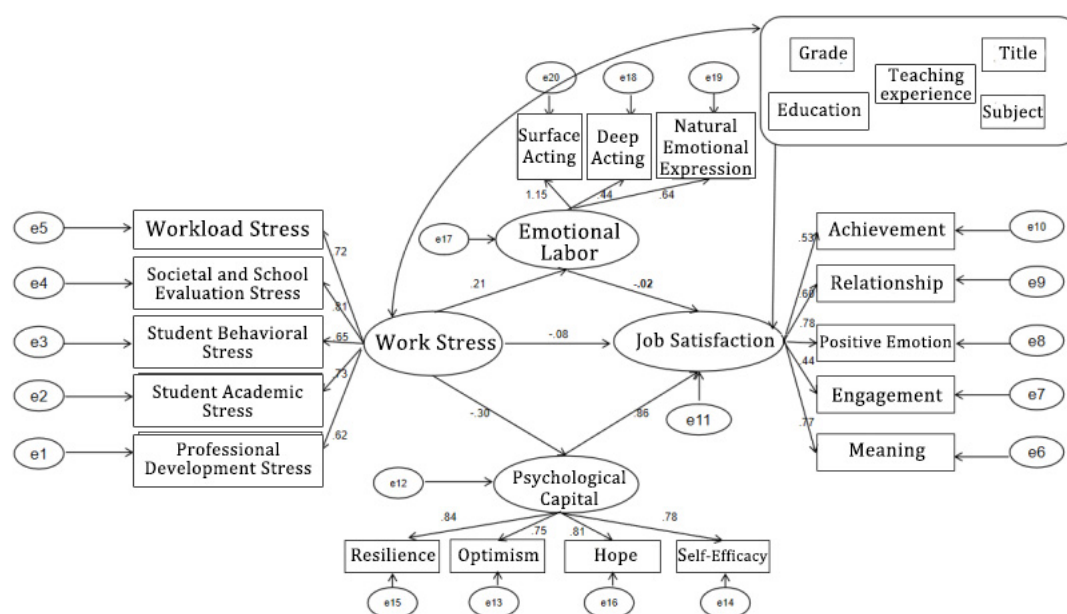 Grade
Title
Teaching
experience
Education
Subject
e20
e18
e19
Surface
Acting
Deep
Acting
Natural
Emotional
Expression
1.15
.44
.64
e17
Emotional
Labor
e5
Workload Stress
.72
e4
Societal and School
Evaluation Stress
.81
e3
Student Behavioral
Stress
.65
e2
Student Academic
Stress
.73
e1
Professional
Development Stress
.62
.21
-.02
Work Stress
-.08
Job Satisfaction
-.30
.86
e11
Achievement
.53
e10
Relationship
.60
e9
Positive Emotion
.78
e8
Engagement
.44
e7
Meaning
.77
e6
e12
Psychological
Capital
.84
.75
.81
.78
Resilience
Optimism
Hope
Self-Efficacy
e15
e13
e16
e14